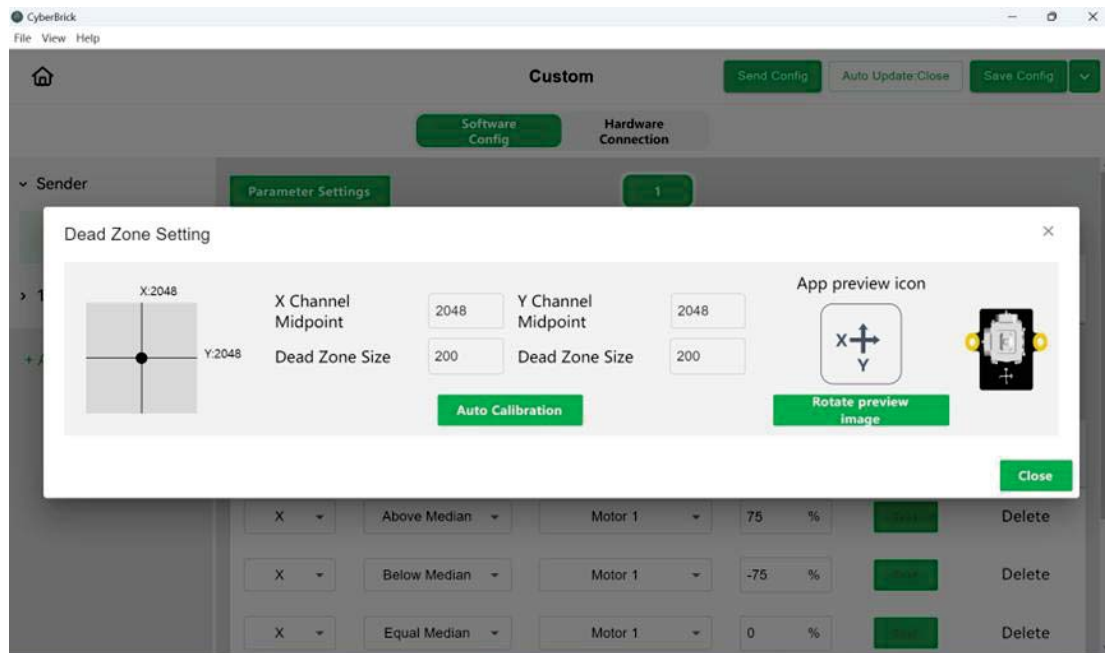 CyberBrick
File View Help
Custom
Send Config
Auto Update:Close
Save Config
Software
Config
Hardware
Connection
Sender
Parameter Settings
1
Dead Zone Setting
X:2048
Y:2048
X Channel
Midpoint
2048
Y Channel
Midpoint
2048
Dead Zone Size
200
Dead Zone Size
200
Auto Calibration
App preview icon
X
Y
Rotate preview
image
Close
1
+
X Above Median Motor 1 75 % Delete
X Below Median Motor 1 -75 % Delete
X Equal Median Motor 1 0 % Delete